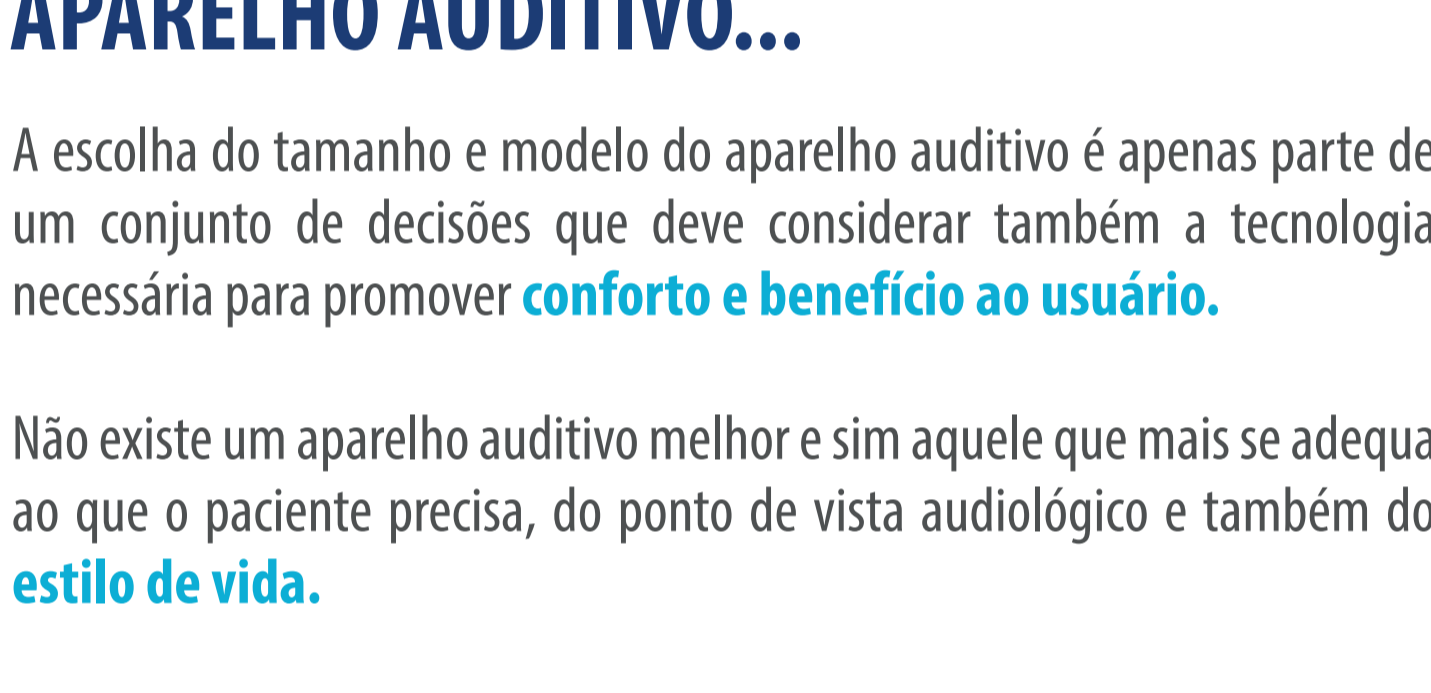 APARELHO AUDITIVO...
A escolha do tamanho e modelo do aparelho auditivo é apenas parte de
um conjunto de decisões que deve considerar também a tecnologia
necessária para promover conforto e benefício ao usuário.
Não existe um aparelho auditivo melhor e sim aquele que mais se adequa
ao que o paciente precisa, do ponto de vista audiológico e também do
estilo de vida.